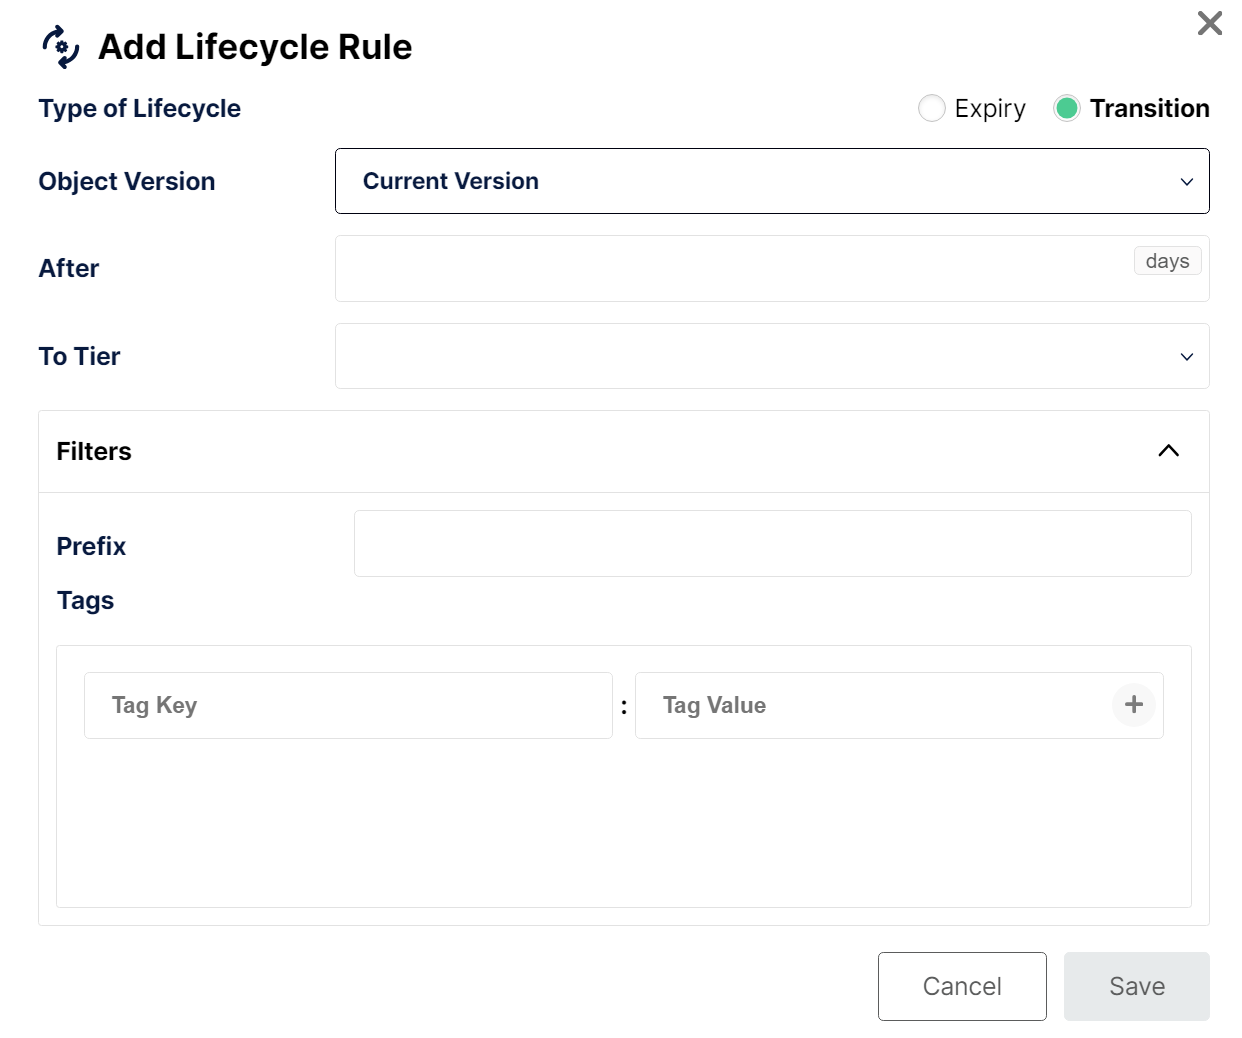 Add Lifecycle Rule
Type of Lifecycle
Expiry
Transition
Object Version
Current Version
After
days
To Tier
Filters
Prefix
Tags
Tag Key
:
Tag Value
Cancel
Save